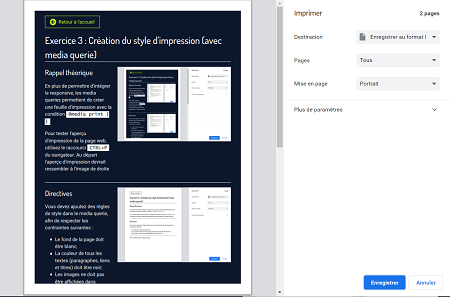 Retour à l'accueil
Exercice 3 : Création du style d'impression (avec
media querie)
Rappel théorique
En plus de permettre d'intégrer
le responsive, les media
queries permettent de créer
une feuille d'impression avec la
condition @media print {
}
Pour tester l'aperçu
d'impression de la page web,
utilisez le raccourci CTRL+P
du navigateur. Au départ
l'aperçu d'impression devrait
ressembler à l'image de droite
Directives
Vous devez ajoutez des règles
de style dans le media querie,
afin de respecter les
contraintes suivantes :
Le fond de la page doit
être blanc;
La couleur de tous les
textes (paragraphes, liens
et titres) doit être noir;
Les images ne doit pas
être affichées dans
Imprimer 2 pages
Destination Enregistrer au format
Pages Tous
Mise en page Portrait
Plus de paramètres
Enregistrer Annuler